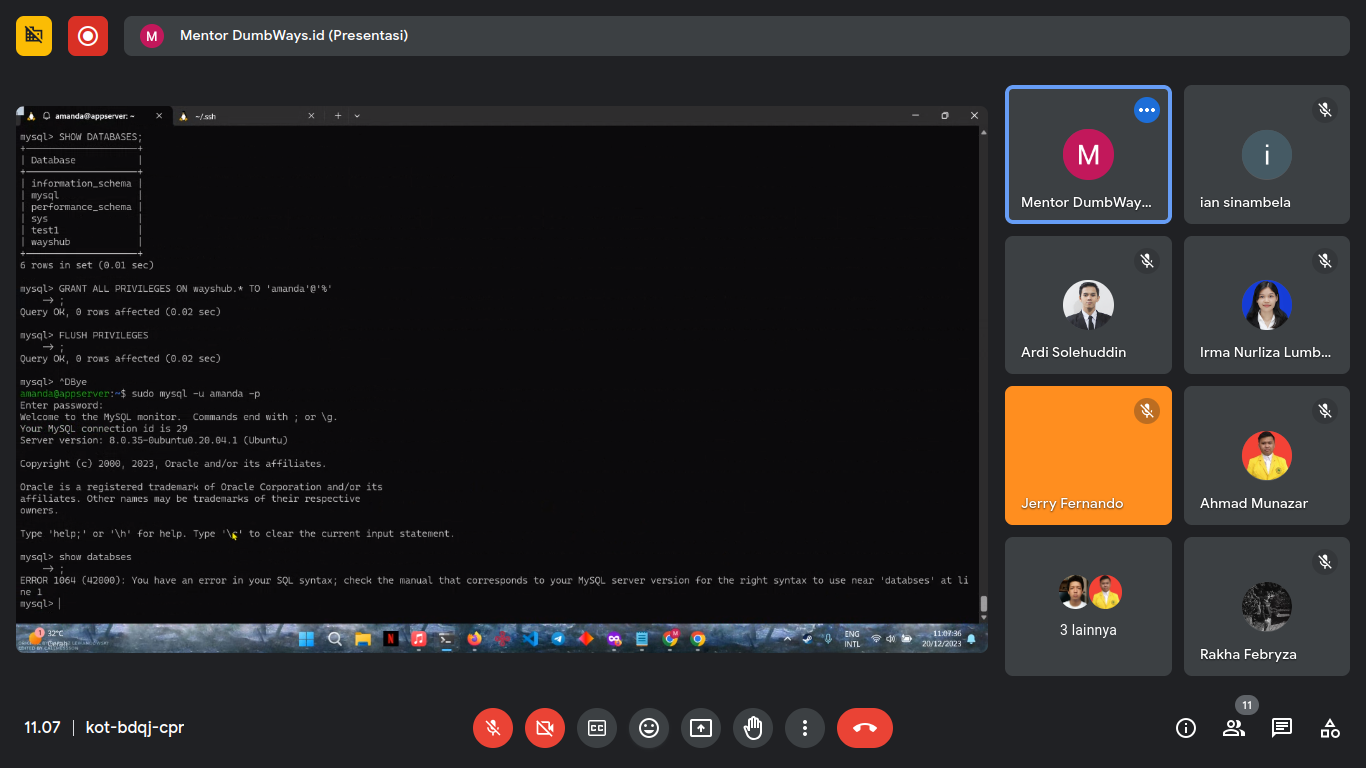 M Mentor DumbWays.id (Presentasi)
amanda@appserver: ~
~/.ssh
mysql> SHOW DATABASES;
| Database |
| information_schema |
| mysql |
| performance_schema |
| sys |
| test1 |
| wayshub |
6 rows in set (0.01 sec)
mysql> GRANT ALL PRIVILEGES ON wayshub.* TO 'amanda'@'%'
-> ;
Query OK, 0 rows affected (0.02 sec)
mysql> FLUSH PRIVILEGES
-> ;
Query OK, 0 rows affected (0.02 sec)
mysql> ^DBye
amanda@appserver:~$ sudo mysql -u amanda -p
Enter password:
Welcome to the MySQL monitor.  Commands end with ; or \g.
Your MySQL connection id is 29
Server version: 8.0.35-0ubuntu0.20.04.1 (Ubuntu)
Copyright (c) 2000, 2023, Oracle and/or its affiliates.
Oracle is a registered trademark of Oracle Corporation and/or its
affiliates. Other names may be trademarks of their respective
owners.
Type 'help;' or '\h' for help. Type '\c' to clear the current input statement.
mysql> show databses
-> ;
ERROR 1064 (42000): You have an error in your SQL syntax; check the manual that corresponds to your MySQL server version for the right syntax to use near 'databses' at li
ne 1
mysql>
1
32°C
ENG
INTL
11:07:36
20/12/2023
M
Mentor DumbWay...
i
ian sinambela
Ardi Solehuddin
Irma Nurliza Lumb...
Jerry Fernando
Ahmad Munazar
3 lainnya
Rakha Febryza
11.07 | kot-bdqj-cpr
CC
11